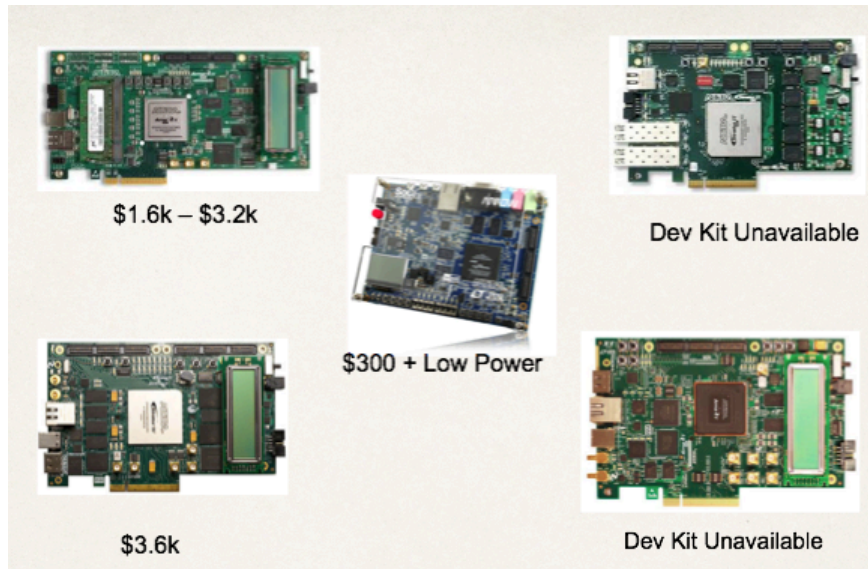 $1.6k – $3.2k
Dev Kit Unavailable
$300 + Low Power
$3.6k
Dev Kit Unavailable